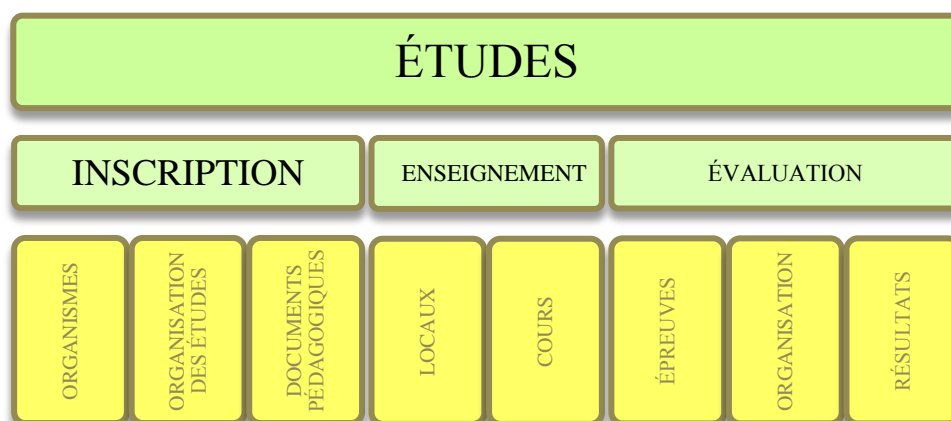 ÉTUDES
INSCRIPTION
ENSEIGNEMENT
ÉVALUATION
ORGANISMES
ORGANISATION
DES ÉTUDES
DOCUMENTS
PÉDAGOGIQUES
LOCAUX
COURS
ÉPREUVES
ORGANISATION
RÉSULTATS